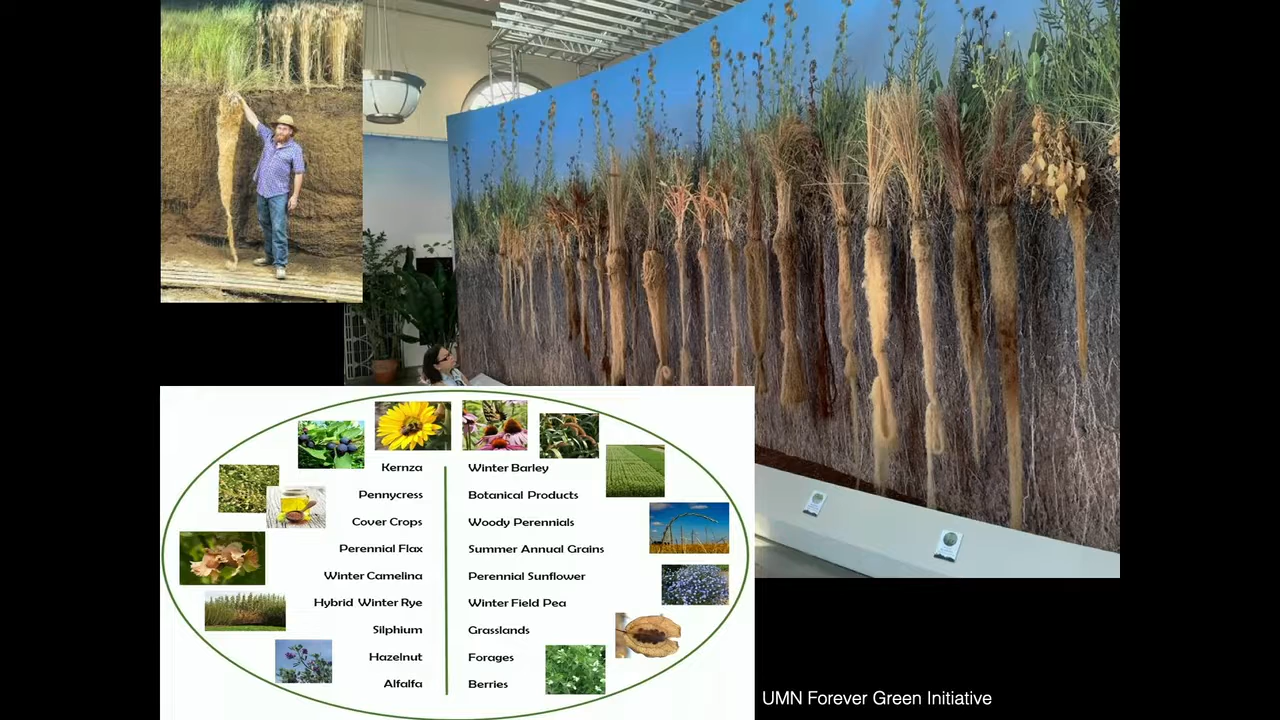 Kernza
Pennycress
Cover Crops
Perennial Flax
Winter Camelina
Hybrid Winter Rye
Silphium
Hazelnut
Alfalfa
Winter Barley
Botanical Products
Woody Perennials
Summer Annual Grains
Perennial Sunflower
Winter Field Pea
Grasslands
Forages
Berries
UMN Forever Green Initiative